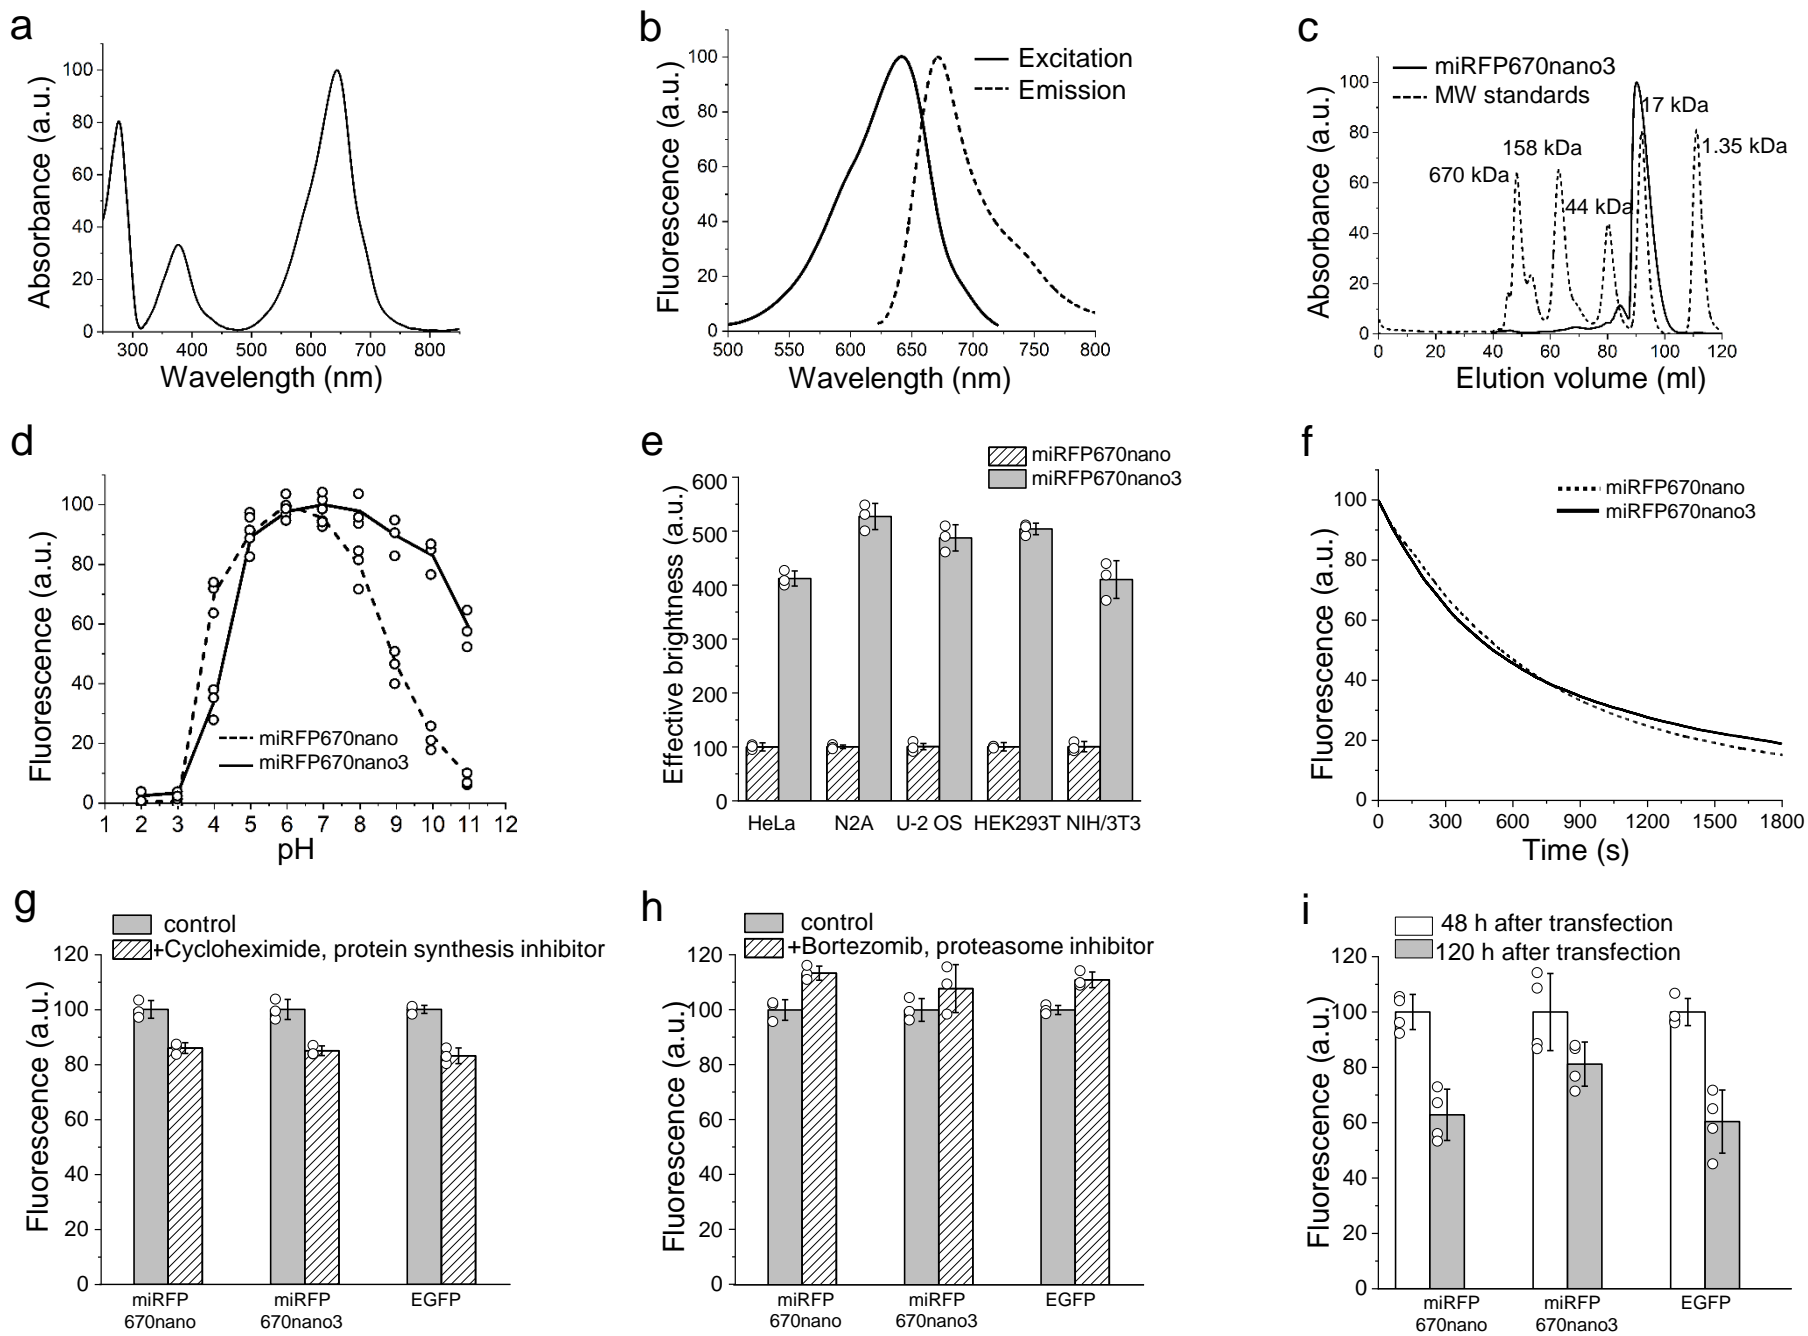 a
Absorbance (a.u.)
100
80
60
40
20
0
300 400 500 600 700 800
Wavelength (nm)
b
Fluorescence (a.u.)
Excitation
Emission
100
80
60
40
20
0
500 550 600 650 700 750 800
Wavelength (nm)
c
Absorbance (a.u.)
miRFP670nano3
MW standards
100
80
60
40
20
0
17 kDa
158 kDa
1.35 kDa
670 kDa
44 kDa
0 20 40 60 80 100 120
Elution volume (ml)
d
Fluorescence (a.u.)
100
80
60
40
20
0
miRFP670nano
miRFP670nano3
1 2 3 4 5 6 7 8 9 10 11 12
pH
e
Effective brightness (a.u.)
miRFP670nano
miRFP670nano3
600
500
400
300
200
100
0
HeLa N2A U-2 OS HEK293T NIH/3T3
f
Fluorescence (a.u.)
miRFP670nano
miRFP670nano3
100
80
60
40
20
0
0 300 600 900 1200 1500 1800
Time (s)
g
Fluorescence (a.u.)
control
+Cycloheximide, protein synthesis inhibitor
120
100
80
60
40
20
0
miRFP 670nano
miRFP 670nano3
EGFP
h
Fluorescence (a.u.)
control
+Bortezomib, proteasome inhibitor
120
100
80
60
40
20
0
miRFP 670nano
miRFP 670nano3
EGFP
i
Fluorescence (a.u.)
48 h after transfection
120 h after transfection
120
100
80
60
40
20
0
miRFP 670nano
miRFP 670nano3
EGFP